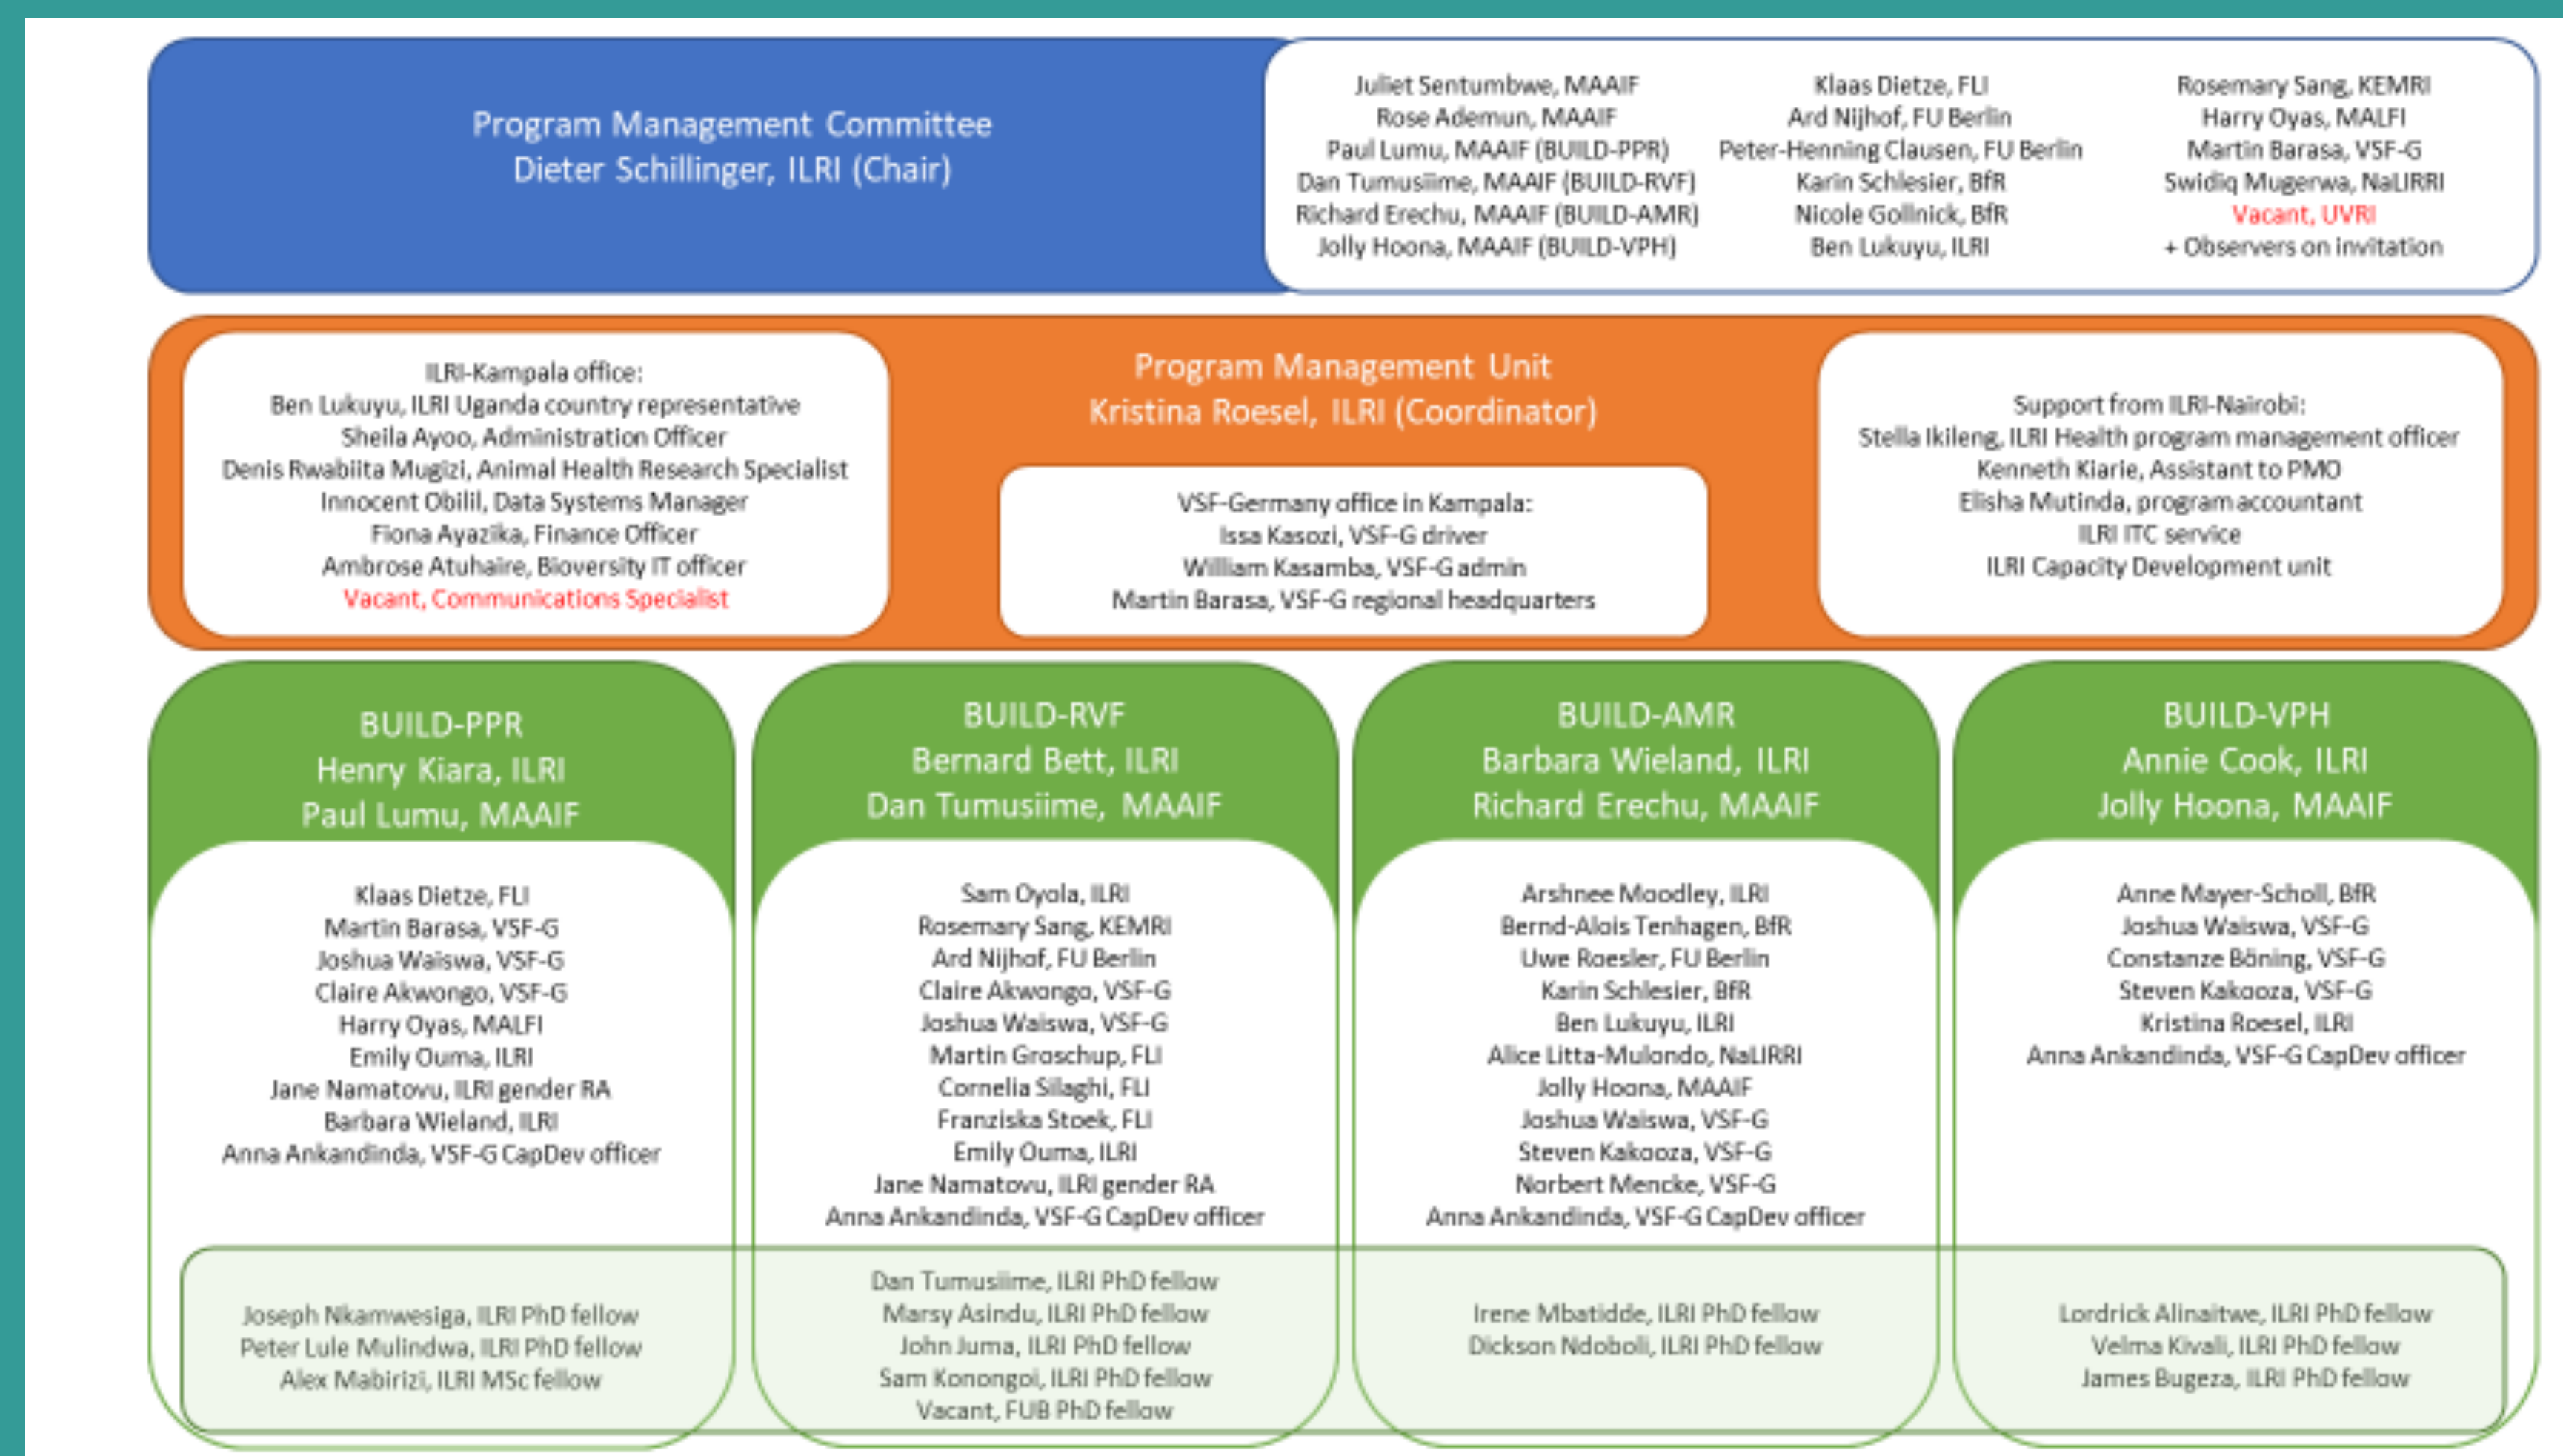 Program Management Committee
Dieter Schillinger, ILRI (Chair)
Juliet Sentumbwe, MAAIF
Rose Ademun, MAAIF
Paul Lumu, MAAIF (BUILD-PPR)
Dan Tumusiime, MAAIF (BUILD-RVF)
Richard Erechu, MAAIF (BUILD-AMR)
Jolly Hoona, MAAIF (BUILD-VPH)
Klaas Dietze, FLI
Ard Nijhof, FU Berlin
Peter-Henning Clausen, FU Berlin
Karin Schlesier, BfR
Nicole Gollnick, BfR
Ben Lukuyu, ILRI
Rosemary Sang, KEMRI
Harry Oyas, MALFI
Martin Barasa, VSF-G
Swidiq Mugerwa, NaLIRRI
Vacant, UVRI
+ Observers on invitation
ILRI-Kampala office:
Ben Lukuyu, ILRI Uganda country representative
Sheila Ayoo, Administration Officer
Denis Rwabiita Mugizi, Animal Health Research Specialist
Innocent Obilil, Data Systems Manager
Fiona Ayazika, Finance Officer
Ambrose Atuhaire, Bioversity IT officer
Vacant, Communications Specialist
Program Management Unit
Kristina Roesel, ILRI (Coordinator)
VSF-Germany office in Kampala:
Issa Kasozi, VSF-G driver
William Kasamba, VSF-G admin
Martin Barasa, VSF-G regional headquarters
Support from ILRI-Nairobi:
Stella Ikileng, ILRI Health program management officer
Kenneth Kiarie, Assistant to PMO
Elisha Mutinda, program accountant
ILRI ITC service
ILRI Capacity Development unit
BUILD-PPR
Henry Kiara, ILRI
Paul Lumu, MAAIF
Klaas Dietze, FLI
Martin Barasa, VSF-G
Joshua Waiswa, VSF-G
Claire Akwongo, VSF-G
Harry Oyas, MALFI
Emily Ouma, ILRI
Jane Namatovu, ILRI gender RA
Barbara Wieland, ILRI
Anna Ankandinda, VSF-G CapDev officer
Joseph Nkamwesiga, ILRI PhD fellow
Peter Lule Mulindwa, ILRI PhD fellow
Alex Mabirizi, ILRI MSc fellow
BUILD-RVF
Bernard Bett, ILRI
Dan Tumusiime, MAAIF
Sam Oyola, ILRI
Rosemary Sang, KEMRI
Ard Nijhof, FU Berlin
Claire Akwongo, VSF-G
Joshua Waiswa, VSF-G
Martin Groschup, FLI
Cornelia Silaghi, FLI
Franziska Stoek, FLI
Emily Ouma, ILRI
Jane Namatovu, ILRI gender RA
Anna Ankandinda, VSF-G CapDev officer
Dan Tumusiime, ILRI PhD fellow
Marsy Asindu, ILRI PhD fellow
John Juma, ILRI PhD fellow
Sam Konongoi, ILRI PhD fellow
Vacant, FUB PhD fellow
BUILD-AMR
Barbara Wieland, ILRI
Richard Erechu, MAAIF
Arshnee Moodley, ILRI
Bernd-Alois Tenhagen, BfR
Uwe Roesler, FU Berlin
Karin Schlesier, BfR
Ben Lukuyu, ILRI
Alice Litta-Mulondo, NaLIRRI
Jolly Hoona, MAAIF
Joshua Waiswa, VSF-G
Steven Kakooza, VSF-G
Norbert Mencke, VSF-G
Anna Ankandinda, VSF-G CapDev officer
Irene Mbatidde, ILRI PhD fellow
Dickson Ndoboli, ILRI PhD fellow
BUILD-VPH
Annie Cook, ILRI
Jolly Hoona, MAAIF
Anne Mayer-Scholl, BfR
Joshua Waiswa, VSF-G
Constanze Böning, VSF-G
Steven Kakooza, VSF-G
Kristina Roesel, ILRI
Anna Ankandinda, VSF-G CapDev officer
Lordrick Alinaitwe, ILRI PhD fellow
Velma Kivali, ILRI PhD fellow
James Bugeza, ILRI PhD fellow